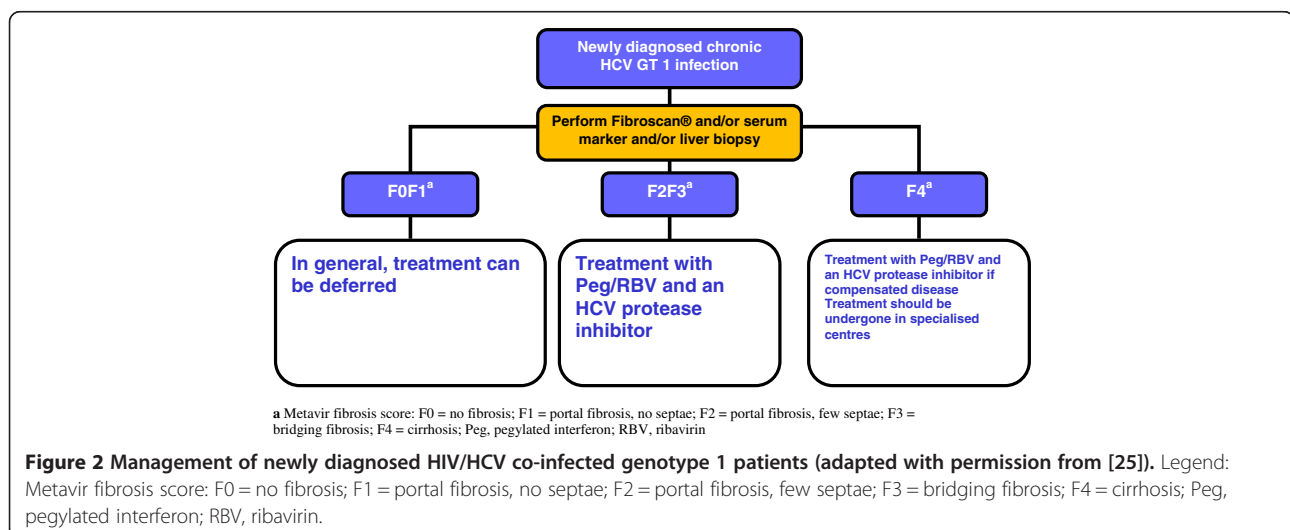 Newly diagnosed chronic
HCV GT 1 infection
Perform Fibroscan® and/or serum
marker and/or liver biopsy
F0F1ᵃ
F2F3ᵃ
F4ᵃ
In general, treatment can
be deferred
Treatment with
Peg/RBV and an
HCV protease
inhibitor
Treatment with Peg/RBV and
an HCV protease inhibitor if
compensated disease
Treatment should be
undergone in specialised
centres
a Metavir fibrosis score: F0 = no fibrosis; F1 = portal fibrosis, no septae; F2 = portal fibrosis, few septae; F3 =
bridging fibrosis; F4 = cirrhosis; Peg, pegylated interferon; RBV, ribavirin
Figure 2 Management of newly diagnosed HIV/HCV co-infected genotype 1 patients (adapted with permission from [25]). Legend:
Metavir fibrosis score: F0 = no fibrosis; F1 = portal fibrosis, no septae; F2 = portal fibrosis, few septae; F3 = bridging fibrosis; F4 = cirrhosis; Peg,
pegylated interferon; RBV, ribavirin.